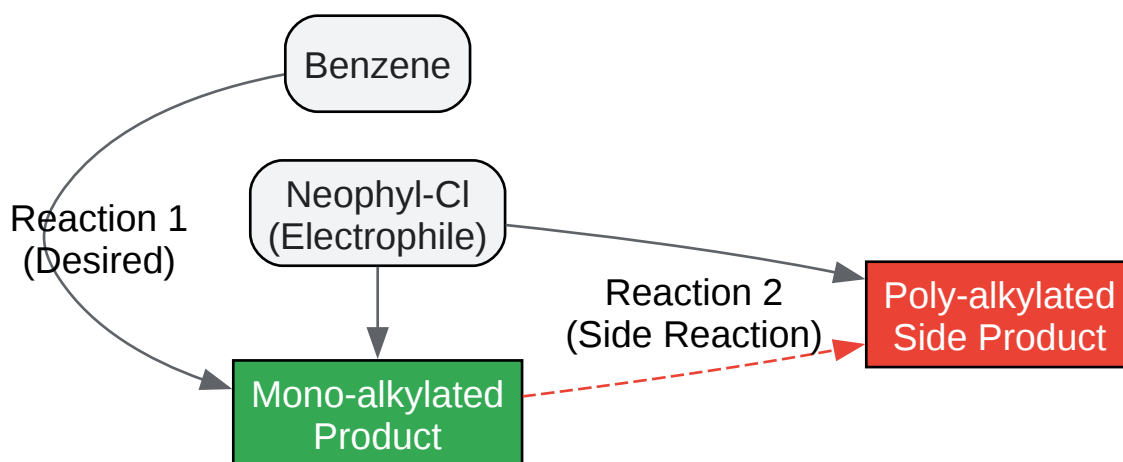 Benzene
Neophyl-Cl
(Electrophile)
Reaction 1
(Desired)
Reaction 2
(Side Reaction)
Poly-alkylated
Side Product
Mono-alkylated
Product